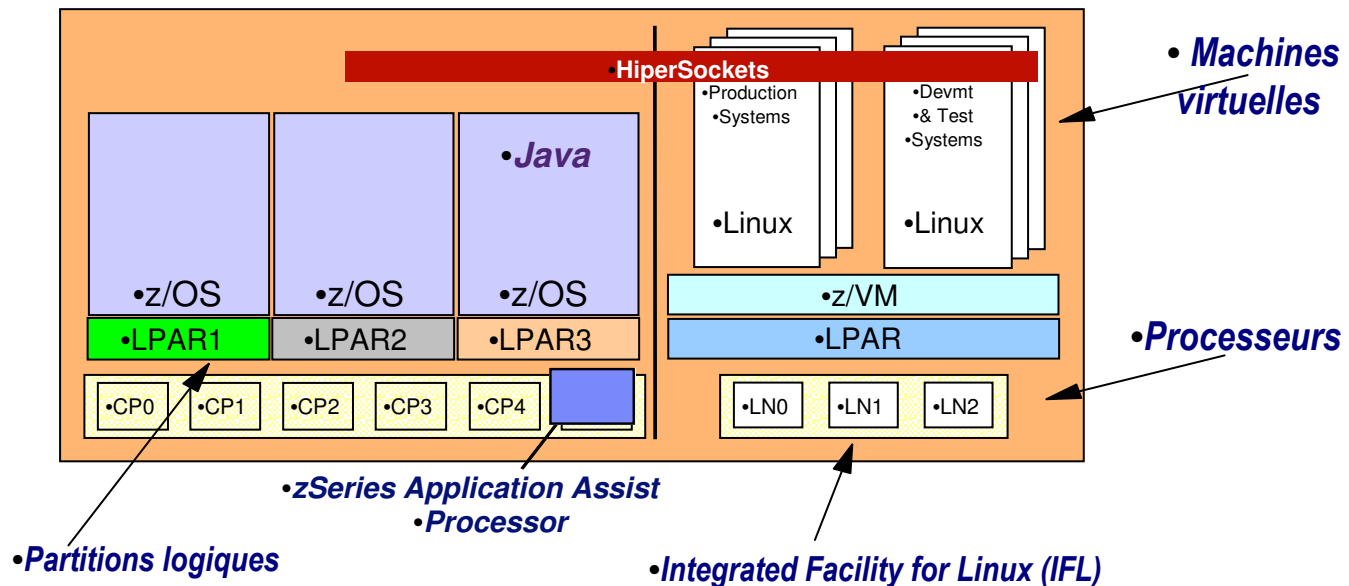 •HiperSockets
•Machines
virtuelles
•Production
•Systems
•Devmt
•& Test
•Systems
•Java
•Linux
•Linux
•z/OS
•z/OS
•z/OS
•z/VM
•LPAR1
•LPAR2
•LPAR3
•LPAR
•Processeurs
•CP0
•CP1
•CP2
•CP3
•CP4
•LN0
•LN1
•LN2
•zSeries Application Assist
•Processor
•Partitions logiques
•Integrated Facility for Linux (IFL)